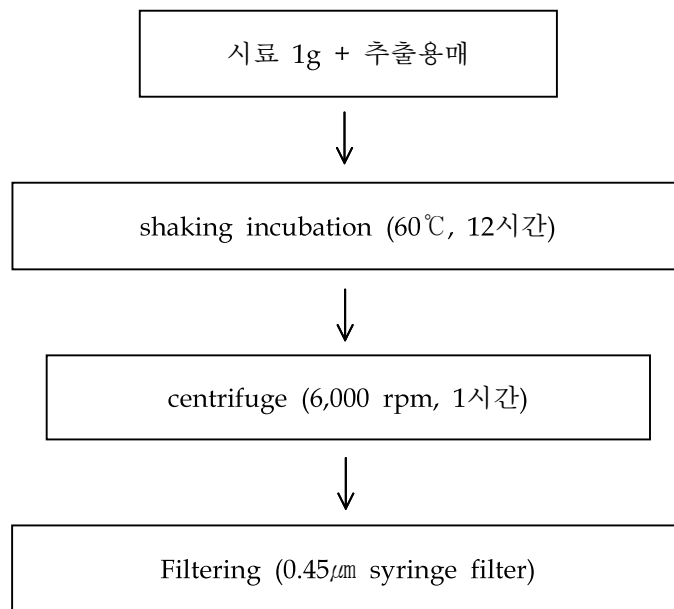 시료 1g + 추출용매
shaking incubation (60℃, 12시간)
centrifuge (6,000 rpm, 1시간)
Filtering (0.45㎛ syringe filter)